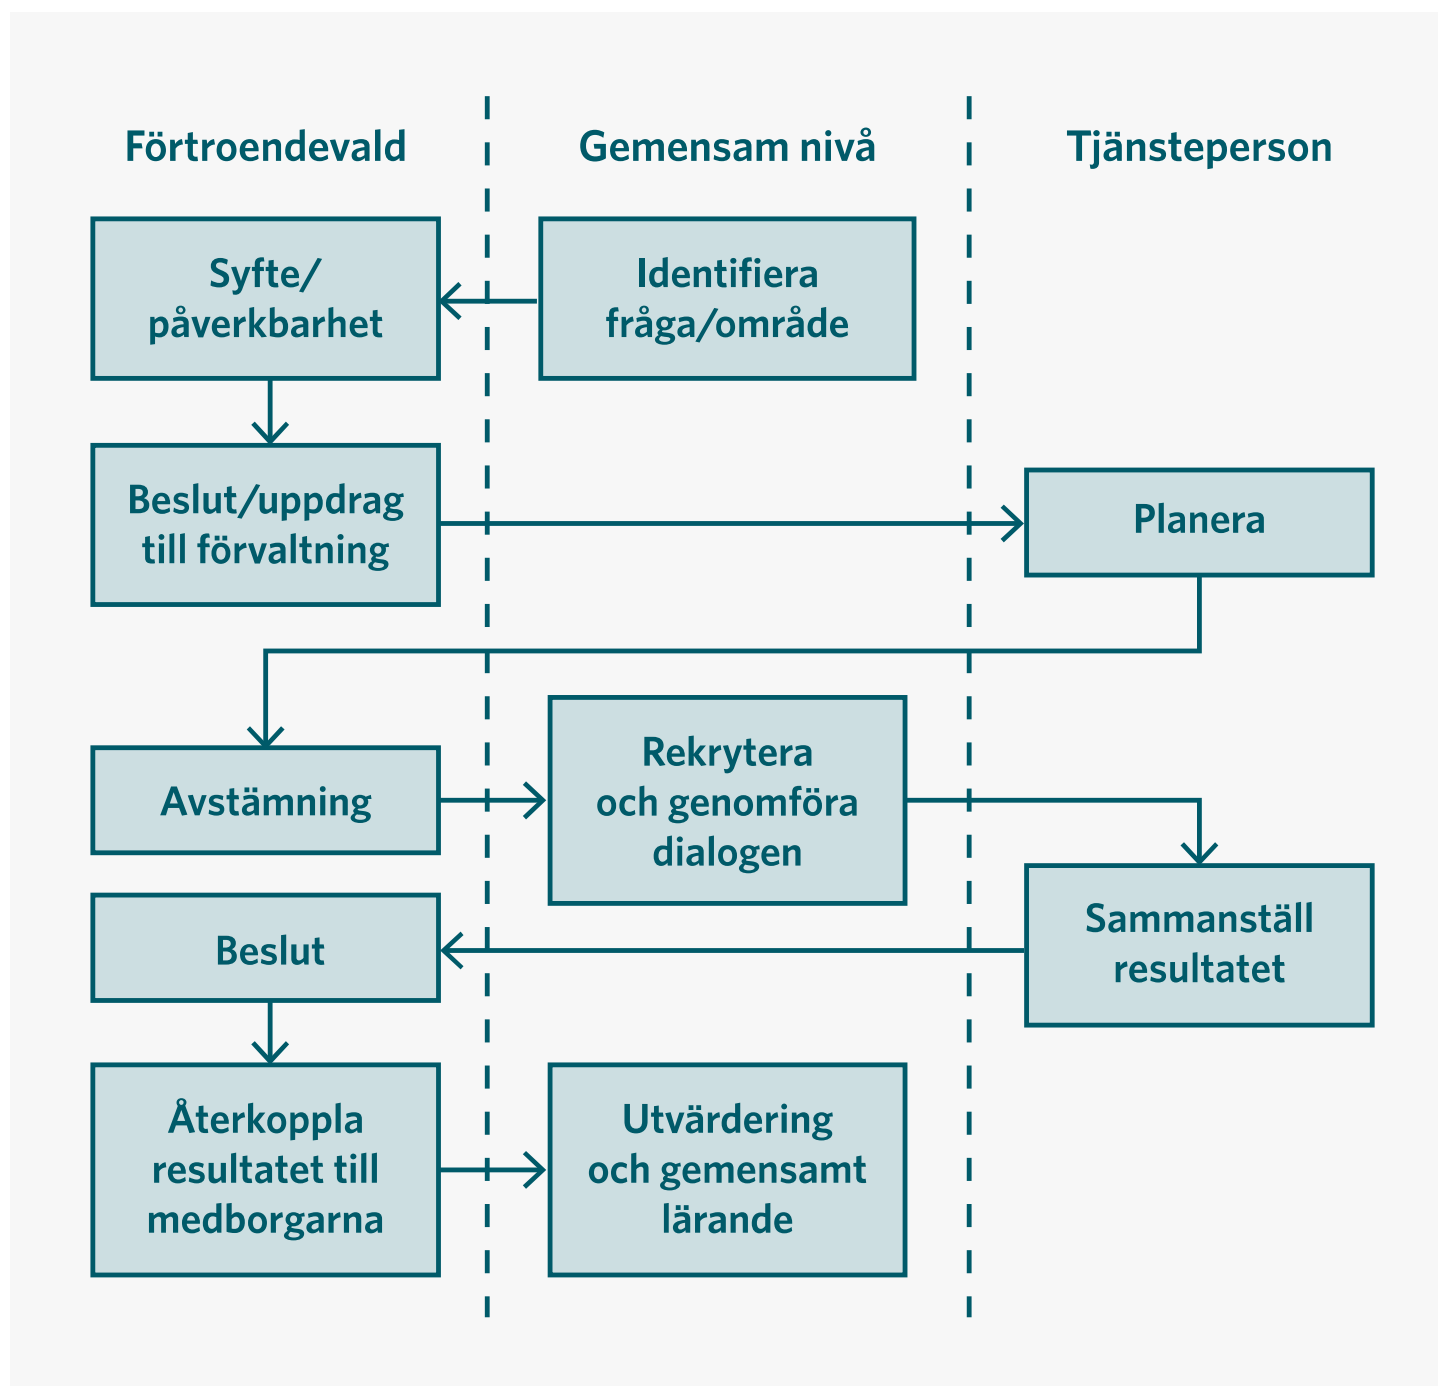 Förtroendevald
Gemensam nivå
Tjänsteperson
Syfte/
påverkbarhet
Identifiera
fråga/område
Beslut/uppdrag
till förvaltning
Planera
Avstämning
Rekrytera
och genomföra
dialogen
Sammanställ
resultatet
Beslut
Återkoppla
resultatet till
medborgarna
Utvärdering
och gemensamt
lärande